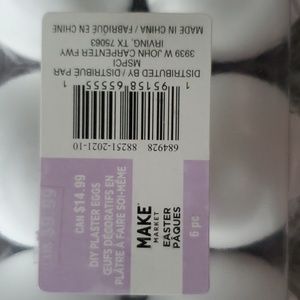 MADE IN CHINA / FABRIQUÉ EN CHINE
IRVING, TX 75063
3939 W JOHN CARPENTER FWY
MSPCI
DISTRIBUTED BY / DISTRIBUÉ PAR
1 95158 65555
684928 88251-2021-10
CAN $14.99
DIY PLASTER EGGS
ŒUFS DÉCORATIFS EN
PLÂTRE À FAIRE SOI-MÊME
MAKE
MARKET
EASTER
PÂQUES
6 pc